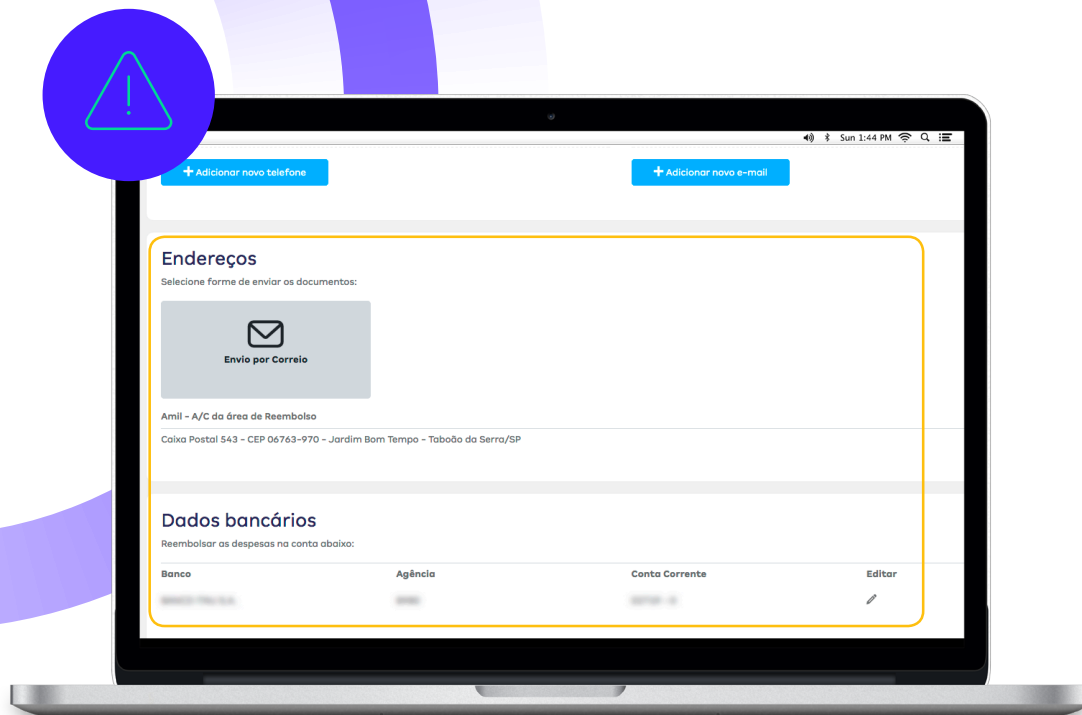 Sun 1:44 PM
+ Adicionar novo telefone
+ Adicionar novo e-mail
Endereços
Selecione forme de enviar os documentos:
Envio por Correio
Amil - A/C da área de Reembolso
Caixa Postal 543 - CEP 06763-970 - Jardim Bom Tempo - Taboão da Serra/SP
Dados bancários
Reembolsar as despesas na conta abaixo:
Banco Agência Conta Corrente Editar